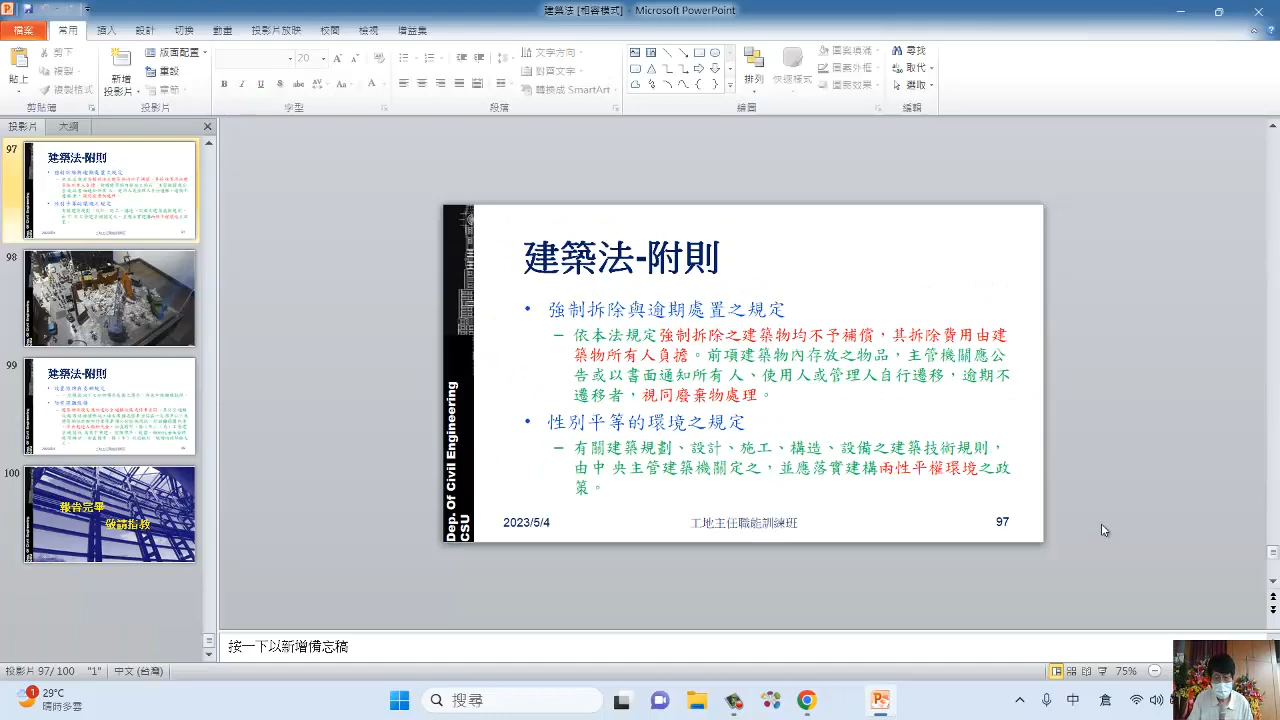 建築法 [相容模式] - Microsoft PowerPoint
檔案 常用 插入 設計 切換 動畫 投影片放映 校閱 檢視 增益集
貼上
剪下
複製
複製格式
剪貼簿
新增
投影片
版面配置
重設
章節
投影片
20
字型
文字方向
對齊文字
轉換成 SmartArt
段落
排列
快速樣式
圖案填滿
圖案外框
圖案效果
繪圖
尋找
取代
選取
編輯
投影片 大綱
97
建築法-附則
98
99
建築法-附則
100
報告完畢
敬請指教
建築法-附則
• 強制拆除與逾期處置之規定
– 依本法規定強制拆除之建築物均不予補償，其拆除費用由建
築物所有人負擔。前項建築物內存放之物品，主管機關應公
告或以書面通知所有人、使用人或管理人自行遷移，逾期不
遷移者，視同廢棄物處理。
• 性別平等的環境之規定
– 有關建築規劃、設計、施工、構造、設備之建築技術規則，
由中 央主管建築機關定之，並應落實建構兩性平權環境之政
策。
2023/5/4
工地主任職能訓練班
97
Dep. Of Civil Engineering
CSU
按一下以新增備忘稿
投影片 97/100 "1" 中文(台灣)
75%
1
29°C
晴時多雲
搜尋
中
倉